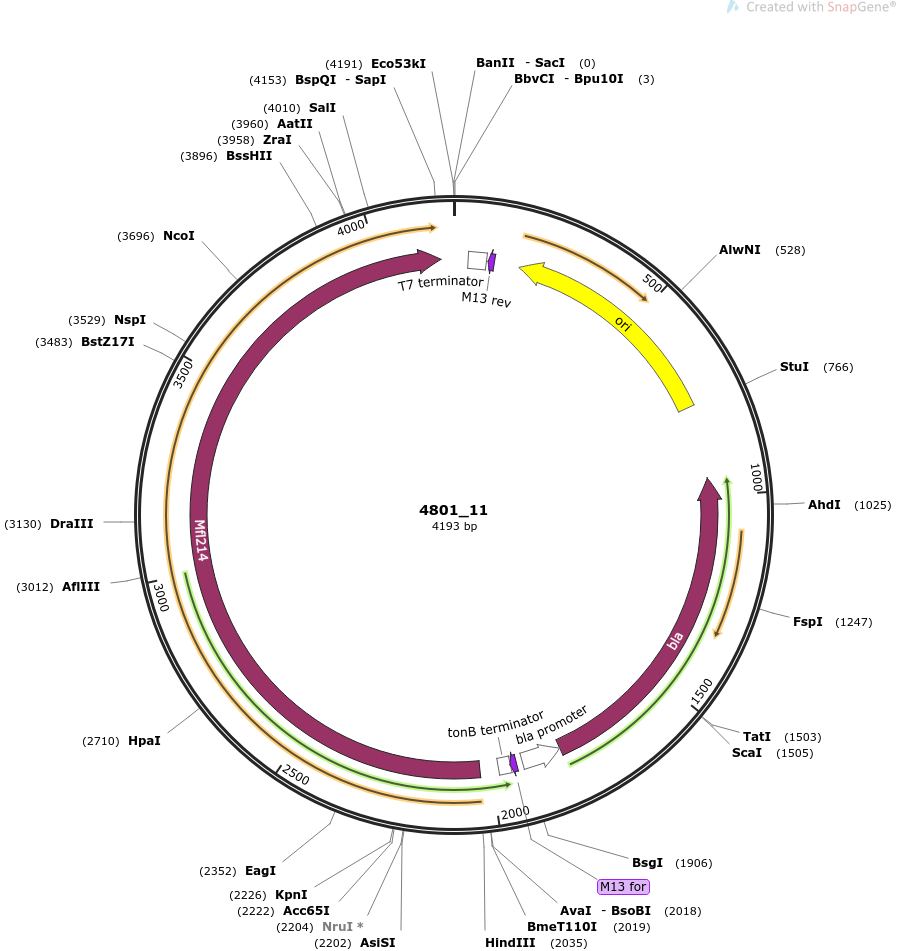 Created with SnapGene®
(4191) Eco53kI
BanII - SacI (0)
(4153) BspQI - SapI
BbvCI - Bpu10I (3)
(4010) SalI
(3960) AatII
(3958) ZraI
(3896) BssHII
(3696) NcoI
(3529) NspI
(3483) BstZ17I
(3130) DraIII
(3012) AflIII
(2710) HpaI
(2352) EagI
(2226) KpnI
(2222) Acc65I
(2204) NruI *
(2202) AsiSI
HindIII (2035)
BmeT110I (2019)
AvaI - BsoBI (2018)
M13 for
BsgI (1906)
ScaI (1505)
TatI (1503)
FspI (1247)
AhdI (1025)
StuI (766)
AlwNI (528)
500
1000
1500
2000
2500
3000
3500
4000
T7 terminator
M13 rev
ori
bla
bla promoter
tonB terminator
Mfl214
4801_11
4193 bp